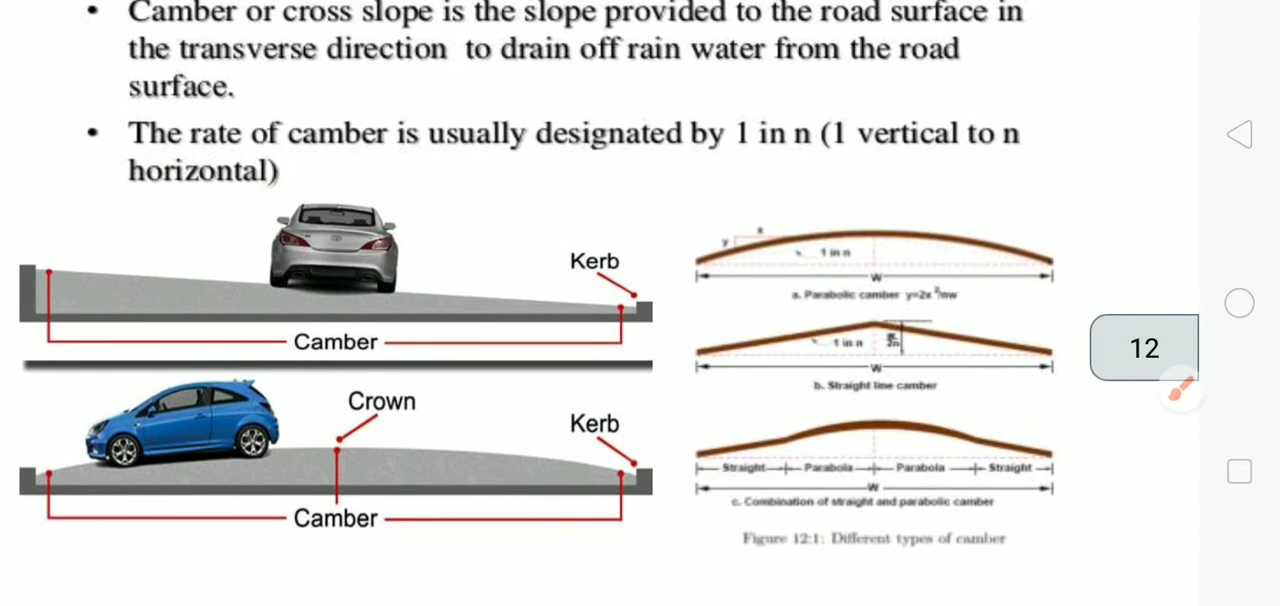 • Camber or cross slope is the slope provided to the road surface in
the transverse direction to drain off rain water from the road
surface.
• The rate of camber is usually designated by 1 in n (1 vertical to n
horizontal)
Kerb
Camber
Crown
Kerb
Camber
y x
1 in n
W
a. Parabolic camber y=2x²/nw
1 in n
W
b. Straight line camber
Straight Parabola Parabola Straight
W
c. Combination of straight and parabolic camber
Figure 12:1: Different types of camber
12